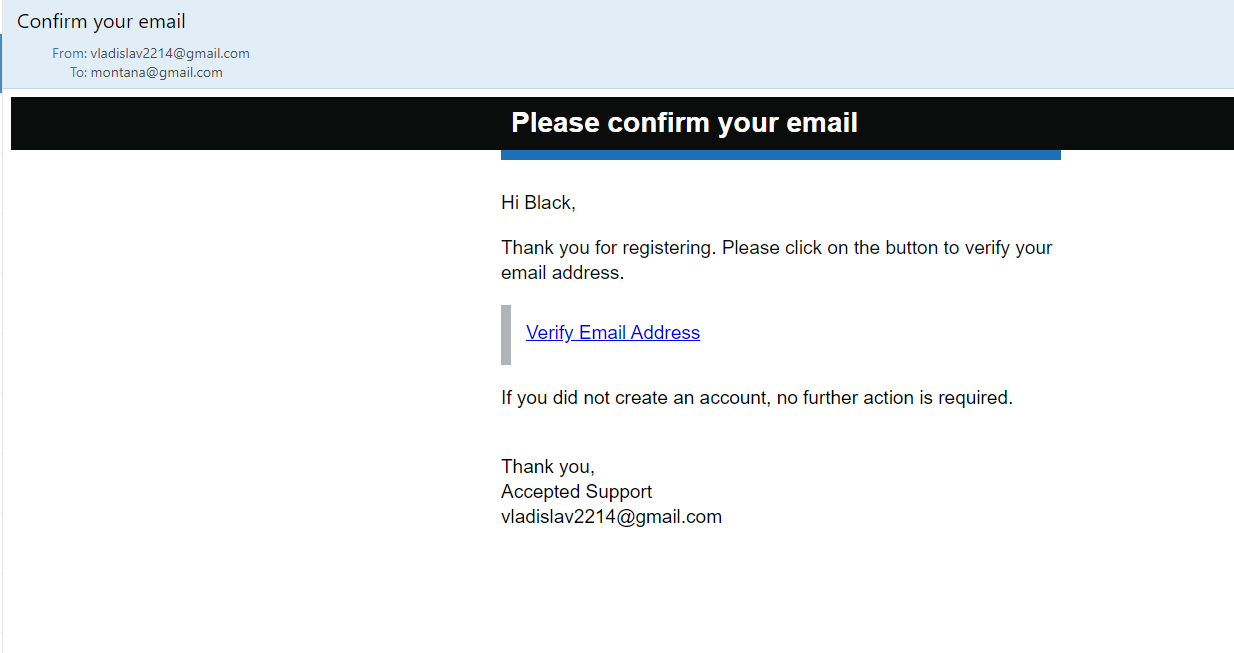 Confirm your email
From: vladislav2214@gmail.com
To: montana@gmail.com
Please confirm your email
Hi Black,
Thank you for registering. Please click on the button to verify your
email address.
Verify Email Address
If you did not create an account, no further action is required.
Thank you,
Accepted Support
vladislav2214@gmail.com